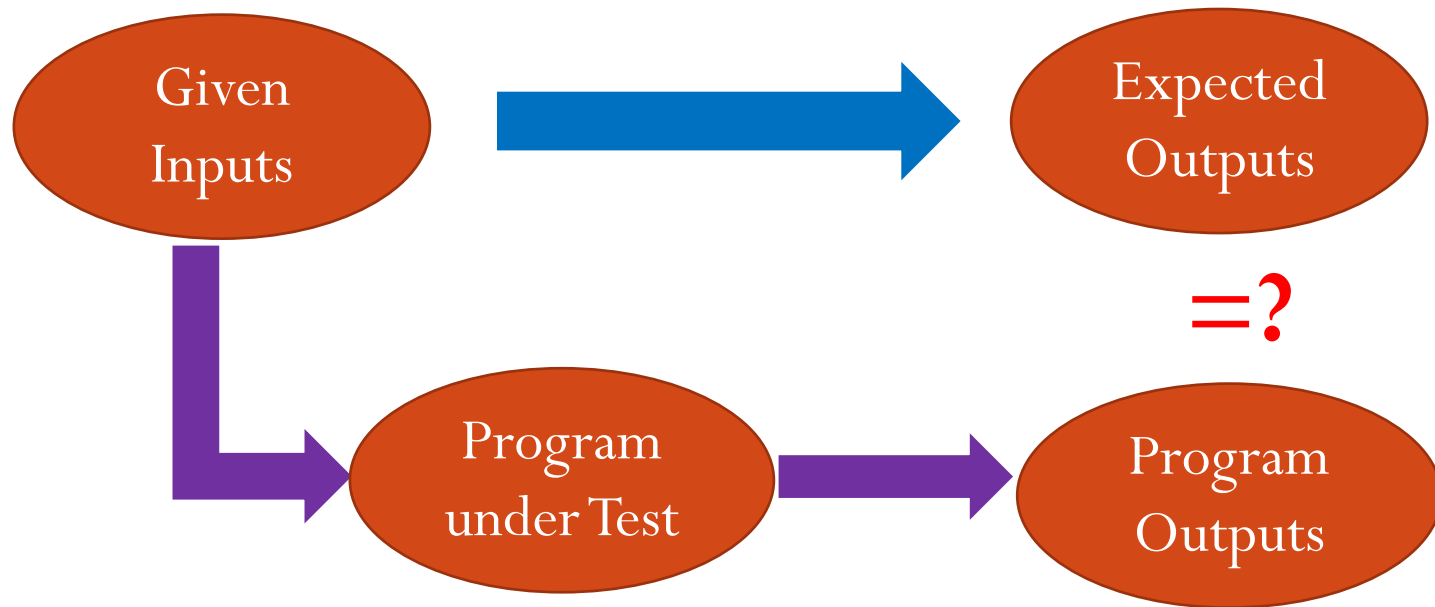 Given
Inputs
Expected
Outputs
=?
Program
under Test
Program
Outputs